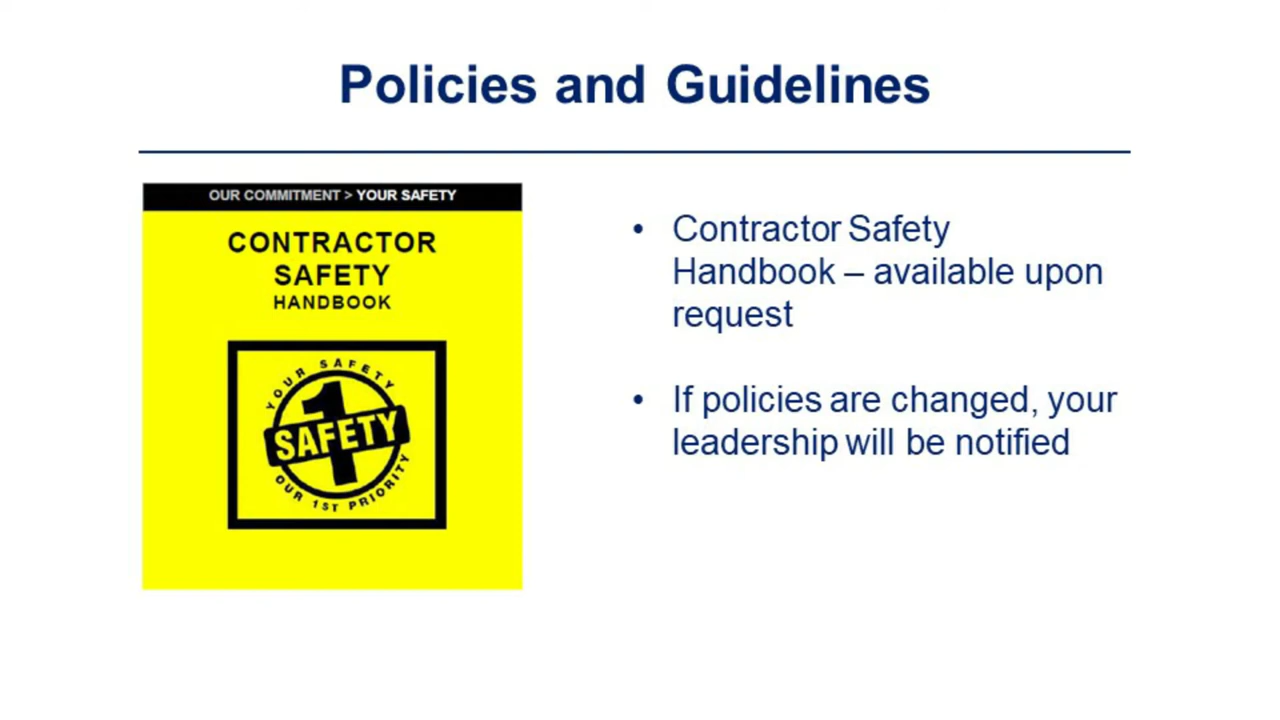 Policies and Guidelines
OUR COMMITMENT > YOUR SAFETY
CONTRACTOR
SAFETY
HANDBOOK
YOUR SAFETY
1
SAFETY
OUR 1ST PRIORITY
• Contractor Safety
Handbook – available upon
request
• If policies are changed, your
leadership will be notified